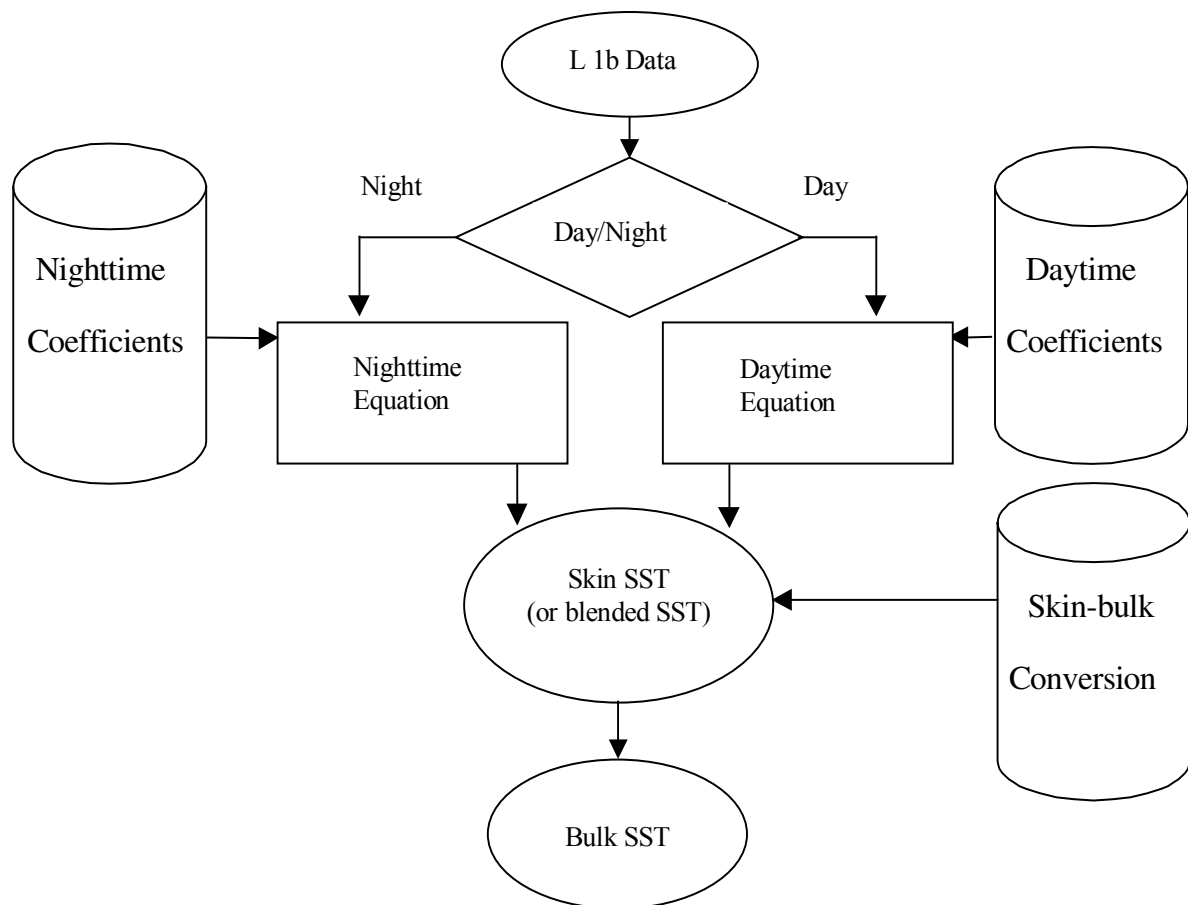 L 1b Data
Night
Day
Day/Night
Nighttime
Coefficients
Daytime
Coefficients
Nighttime
Equation
Daytime
Equation
Skin SST
(or blended SST)
Skin-bulk
Conversion
Bulk SST